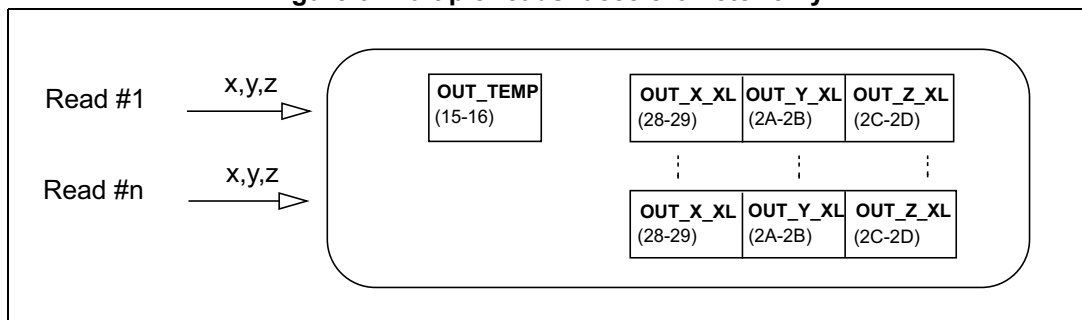 Read #1
x,y,z
OUT_TEMP
(15-16)
OUT_X_XL OUT_Y_XL OUT_Z_XL
(28-29) (2A-2B) (2C-2D)
Read #n
x,y,z
OUT_X_XL OUT_Y_XL OUT_Z_XL
(28-29) (2A-2B) (2C-2D)